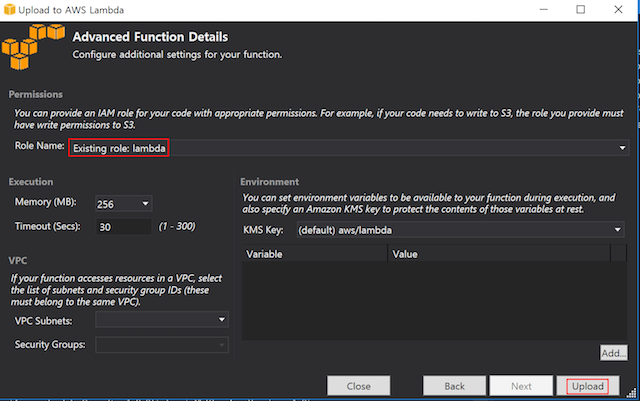 Upload to AWS Lambda
Advanced Function Details
Configure additional settings for your function.
Permissions
You can provide an IAM role for your code with appropriate permissions. For example, if your code needs to write to S3, the role you provide must
have write permissions to S3.
Role Name: Existing role: lambda
Execution
Memory (MB): 256
Timeout (Secs): 30 (1 - 300)
VPC
If your function accesses resources in a VPC, select
the list of subnets and security group IDs (these
must belong to the same VPC).
VPC Subnets:
Security Groups:
Environment
You can set environment variables to be available to your function during execution, and
also specify an Amazon KMS key to protect the contents of those variables at rest.
KMS Key: (default) aws/lambda
Variable Value
Add...
Close Back Next Upload